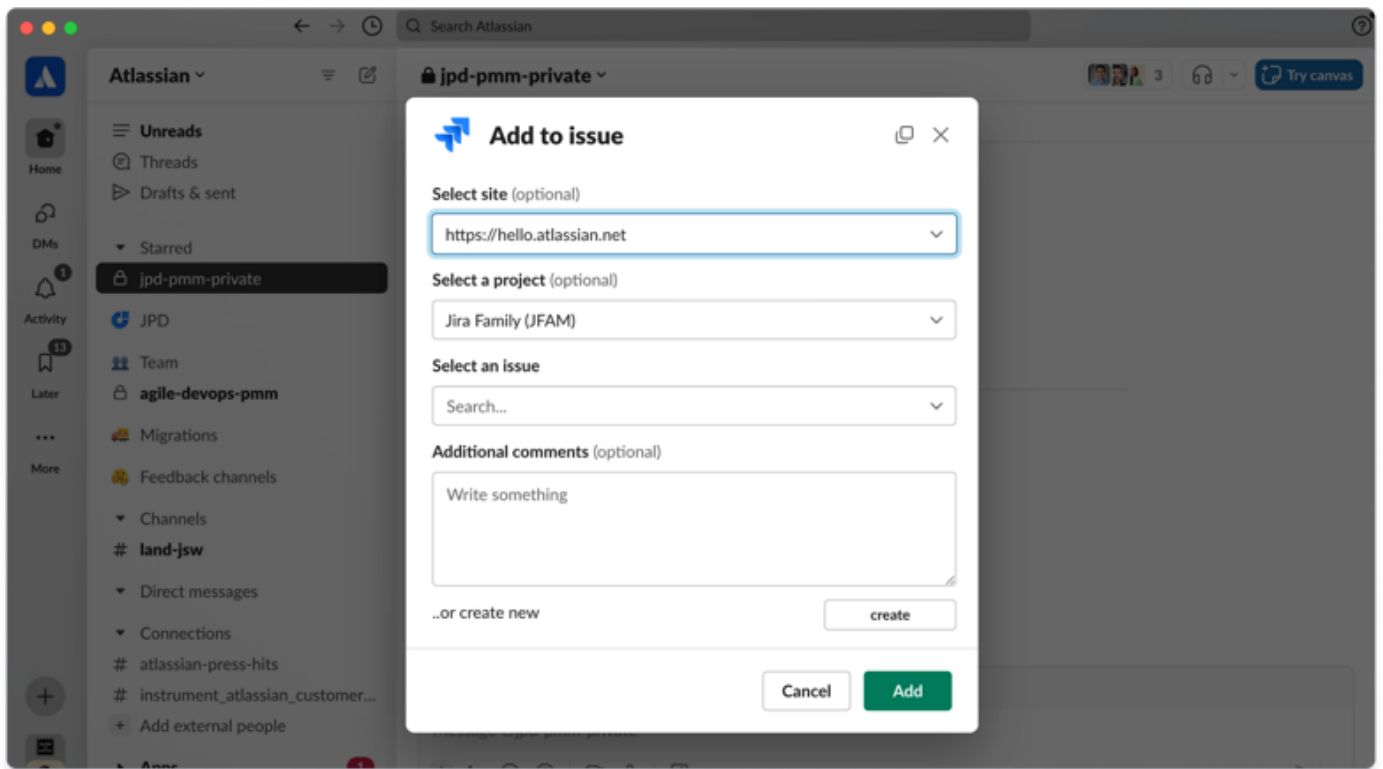 Search Atlassian
Atlassian
jpd-pmm-private
3
Try canvas
Home
DMs
1
Activity
13
Later
More
Unreads
Threads
Drafts & sent
Starred
jpd-pmm-private
JPD
Team
agile-devops-pmm
Migrations
Feedback channels
Channels
# land-jsw
Direct messages
Connections
# atlassian-press-hits
# instrument_atlassian_customer...
+ Add external people
Apps
1
Add to issue
Select site (optional)
https://hello.atlassian.net
Select a project (optional)
Jira Family (JFAM)
Select an issue
Search...
Additional comments (optional)
Write something
..or create new
create
Cancel
Add